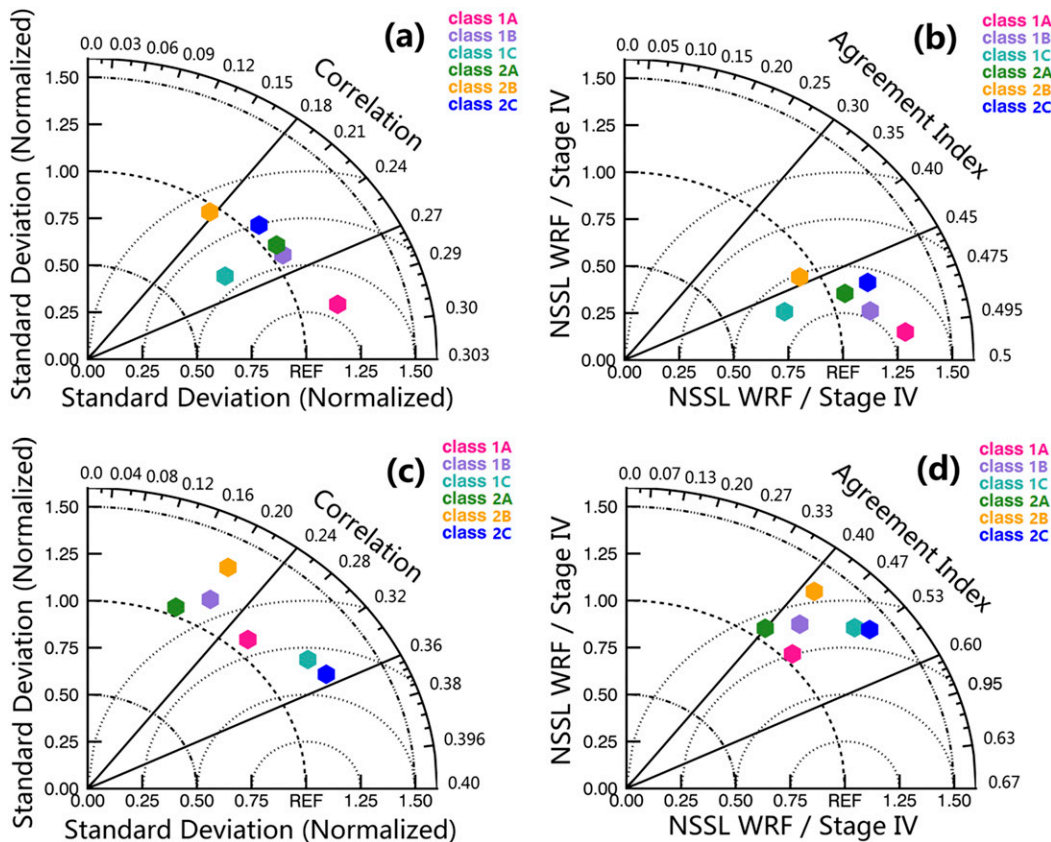 (a)
class 1A
class 1B
class 1C
class 2A
class 2B
class 2C
Correlation
0.0 0.03 0.06 0.09 0.12 0.15 0.18 0.21 0.24 0.27 0.29 0.30 0.303
Standard Deviation (Normalized)
1.50
1.25
1.00
0.75
0.50
0.25
0.00
0.00 0.25 0.50 0.75 REF 1.25 1.50
Standard Deviation (Normalized)
(b)
class 1A
class 1B
class 1C
class 2A
class 2B
class 2C
Agreement Index
0.0 0.05 0.10 0.15 0.20 0.25 0.30 0.35 0.40 0.45 0.475 0.495 0.5
NSSL WRF / Stage IV
1.50
1.25
1.00
0.75
0.50
0.25
0.00
0.00 0.25 0.50 0.75 REF 1.25 1.50
NSSL WRF / Stage IV
(c)
class 1A
class 1B
class 1C
class 2A
class 2B
class 2C
Correlation
0.0 0.04 0.08 0.12 0.16 0.20 0.24 0.28 0.32 0.36 0.38 0.396 0.40
Standard Deviation (Normalized)
1.50
1.25
1.00
0.75
0.50
0.25
0.00
0.00 0.25 0.50 0.75 REF 1.25 1.50
Standard Deviation (Normalized)
(d)
class 1A
class 1B
class 1C
class 2A
class 2B
class 2C
Agreement Index
0.0 0.07 0.13 0.20 0.27 0.33 0.40 0.47 0.53 0.60 0.95 0.63 0.67
NSSL WRF / Stage IV
1.50
1.25
1.00
0.75
0.50
0.25
0.00
0.00 0.25 0.50 0.75 REF 1.25 1.50
NSSL WRF / Stage IV